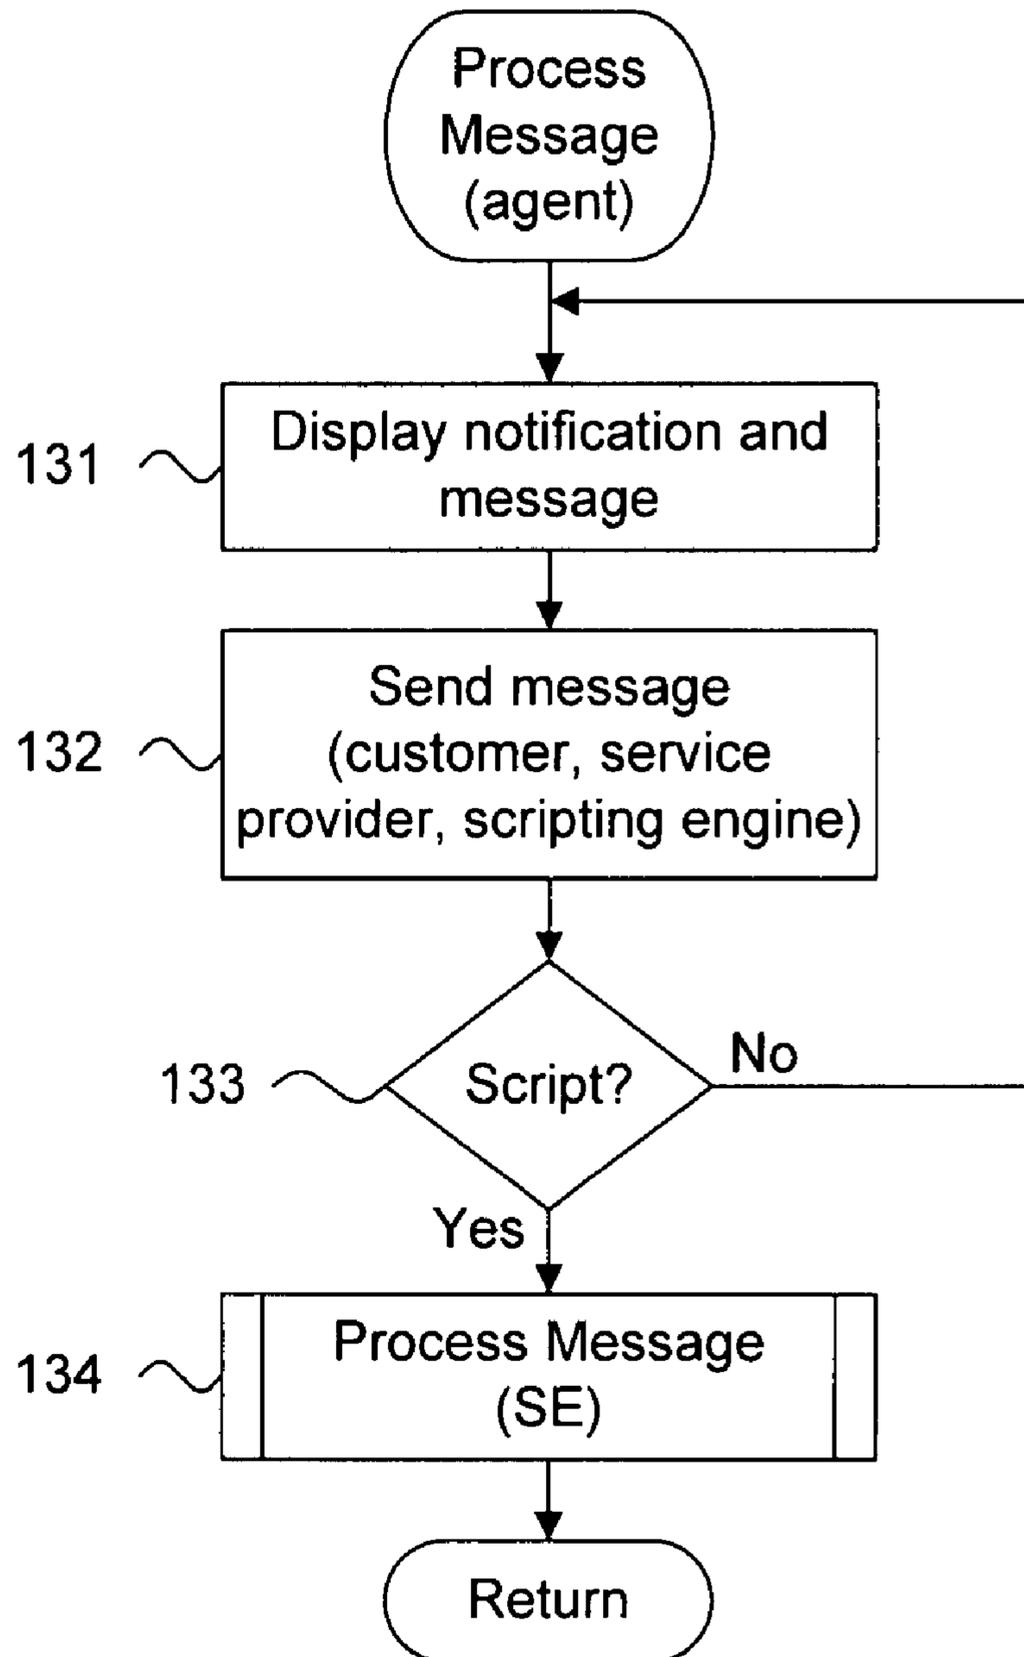 Process
Message
(agent)
131
Display notification and
message
132
Send message
(customer, service
provider, scripting engine)
133
Script?
No
Yes
134
Process Message
(SE)
Return